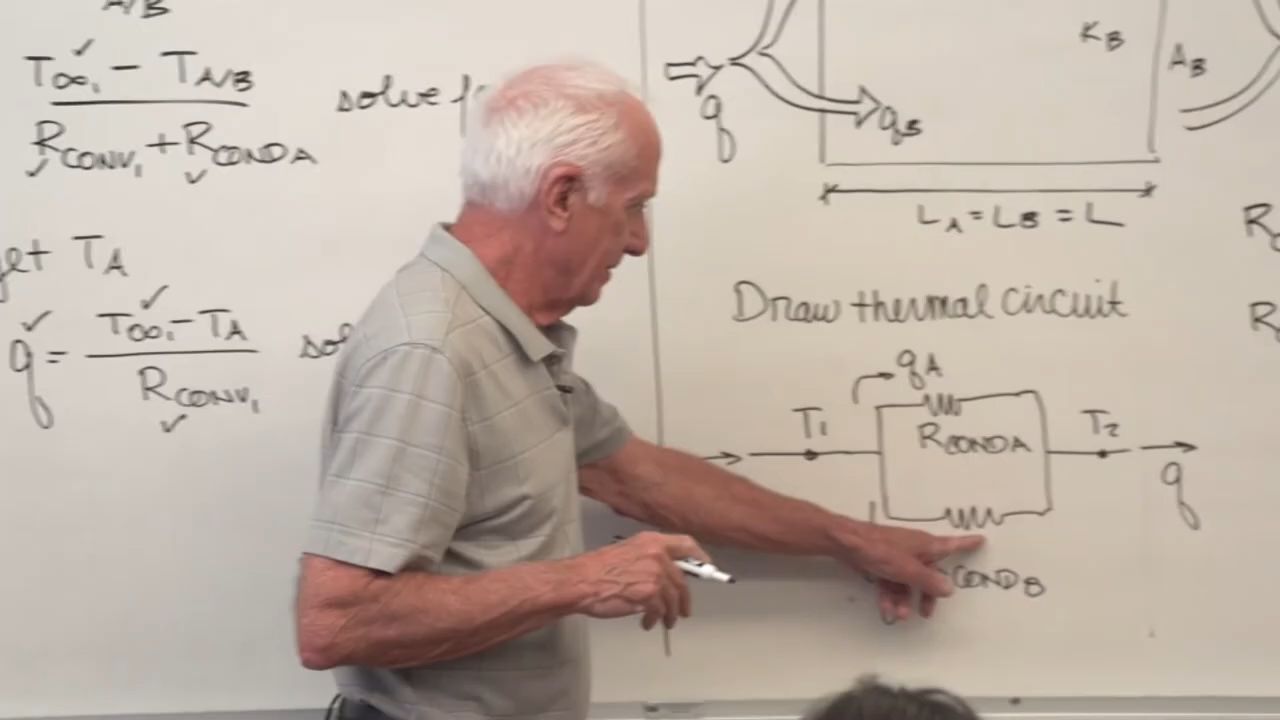 A/B
T∞₁ - TA/B
RCONV₁ + RCONDA
solve
get TA
q = T∞₁ - TA
RCONV₁
KB
AB
q
qB
LA = LB = L
Draw thermal circuit
qA
T₁
RCONDA
T₂
q
CONDB